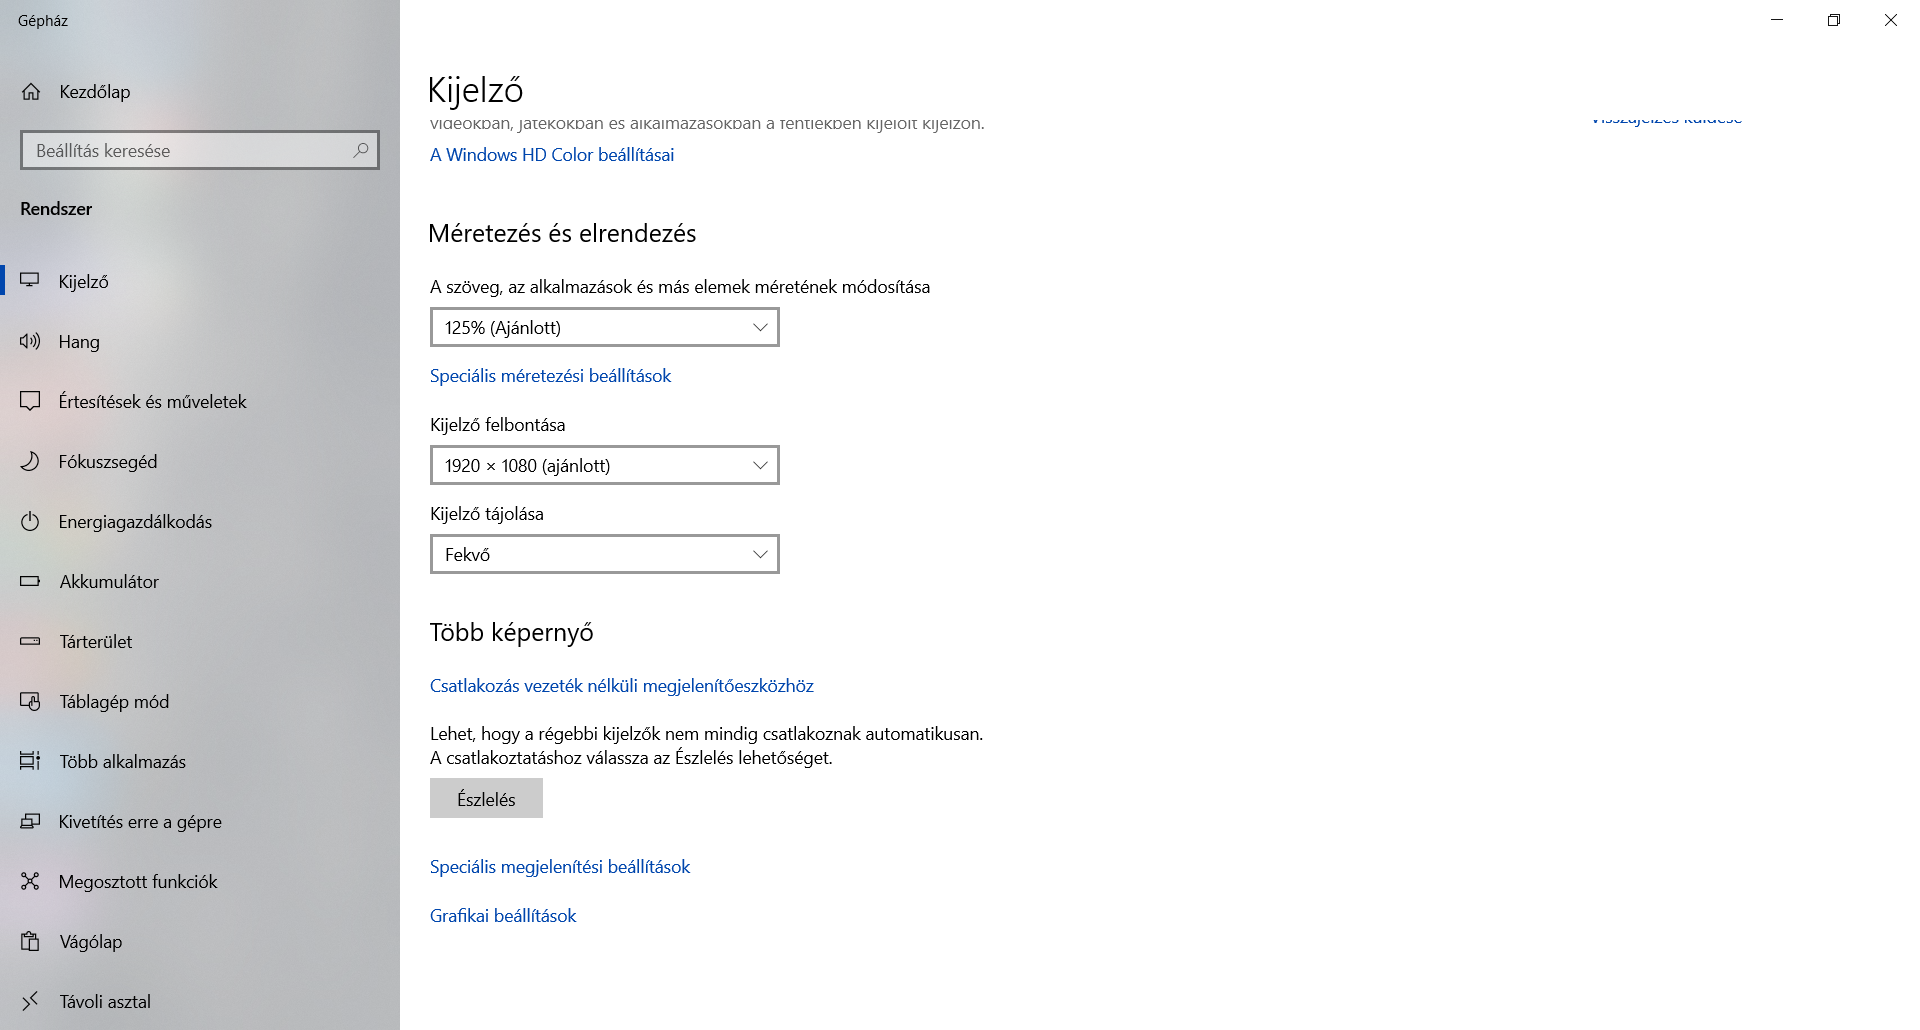 Gépház
Kezdőlap
Beállítás keresése
Rendszer
Kijelző
Hang
Értesítések és műveletek
Fókuszsegéd
Energiagazdálkodás
Akkumulátor
Tárterület
Táblagép mód
Több alkalmazás
Kivetítés erre a gépre
Megosztott funkciók
Vágólap
Távoli asztal
Kijelző
videókban, játékokban és alkalmazásokban a fentiekben kijelölt kijelzőn.
Visszajelzés küldése
A Windows HD Color beállításai
Méretezés és elrendezés
A szöveg, az alkalmazások és más elemek méretének módosítása
125% (Ajánlott)
Speciális méretezési beállítások
Kijelző felbontása
1920 × 1080 (ajánlott)
Kijelző tájolása
Fekvő
Több képernyő
Csatlakozás vezeték nélküli megjelenítőeszközhöz
Lehet, hogy a régebbi kijelzők nem mindig csatlakoznak automatikusan.
A csatlakoztatáshoz válassza az Észlelés lehetőséget.
Észlelés
Speciális megjelenítési beállítások
Grafikai beállítások